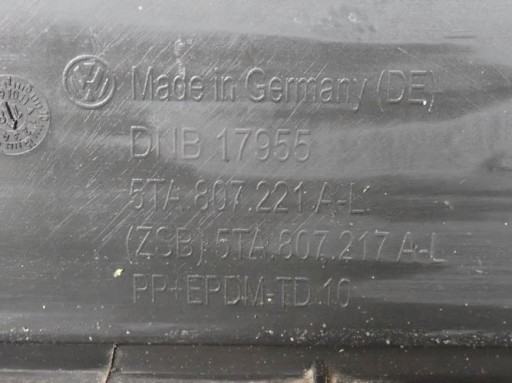 Made in Germany (DE)
DNB 17955
5TA.807.221 A-L
(ZSB) 5TA.807.217 A-L
PP+EPDM-TD 10